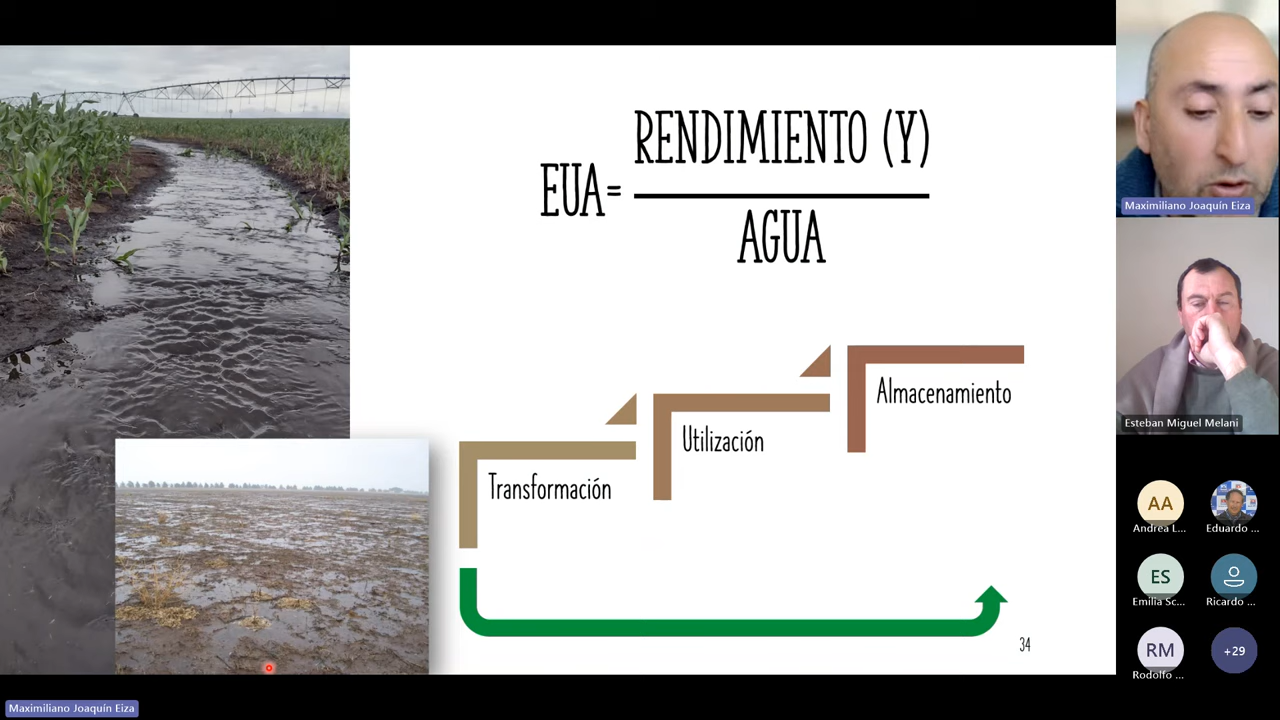 RENDIMIENTO (Y)
EUA=
AGUA
Almacenamiento
Utilización
Transformación
34
Maximiliano Joaquín Eiza
Esteban Miguel Melani
AA
Andrea L...
Eduardo ...
ES
Emilia Sc...
Ricardo ...
RM
+29
Rodolfo ...
Maximiliano Joaquín Eiza